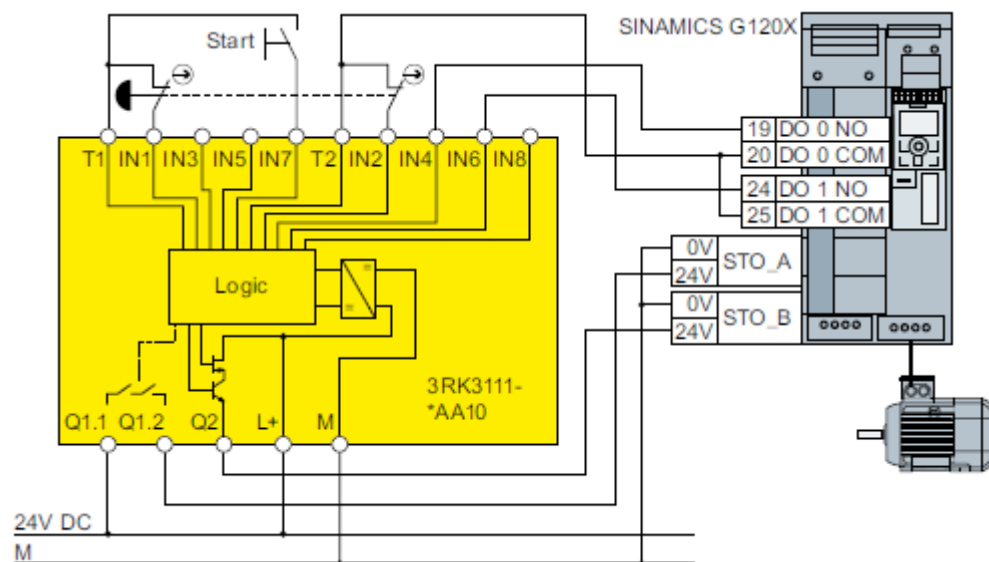 SINAMICS G120X
Start
19 DO 0 NO
20 DO 0 COM
24 DO 1 NO
25 DO 1 COM
T1 IN1 IN3 IN5 IN7 T2 IN2 IN4 IN6 IN8
0V
24V
STO_A
0V
24V
STO_B
Logic
=
=
3RK3111-
*AA10
Q1.1 Q1.2 Q2 L+ M
24V DC
M